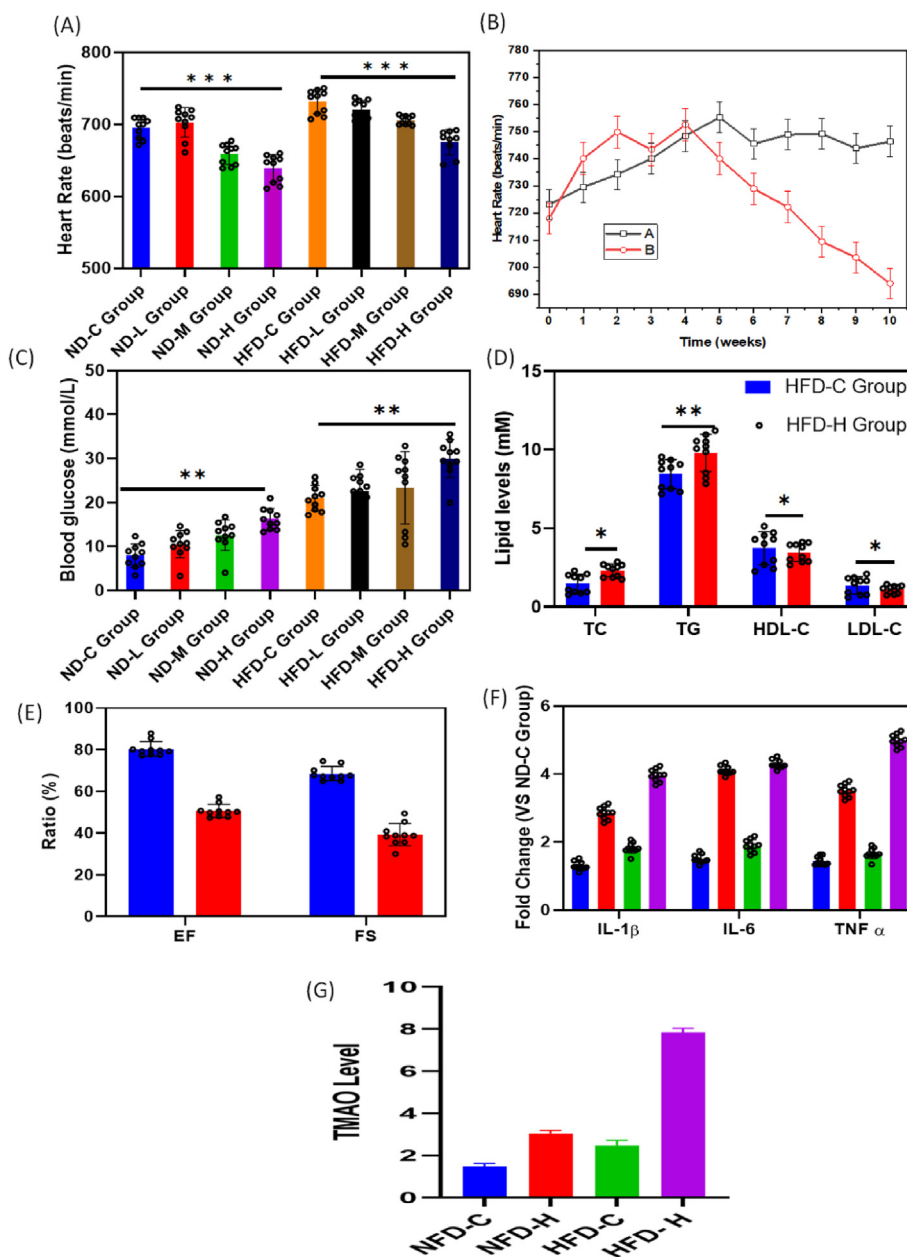 (A)
Heart Rate (beats/min)
800
700
600
500
* * *
* * *
ND-C Group
ND-L Group
ND-M Group
ND-H Group
HFD-C Group
HFD-L Group
HFD-M Group
HFD-H Group
(B)
Heart Rate (beats/min)
780
770
760
750
740
730
720
710
700
690
A
B
0 1 2 3 4 5 6 7 8 9 10
Time (weeks)
(C)
Blood glucose (mmol/L)
50
40
30
20
10
0
**
**
ND-C Group
ND-L Group
ND-M Group
ND-H Group
HFD-C Group
HFD-L Group
HFD-M Group
HFD-H Group
(D)
Lipid levels (mM)
15
10
5
0
HFD-C Group
HFD-H Group
*
**
*
*
TC TG HDL-C LDL-C
(E)
Ratio (%)
100
80
60
40
20
0
EF FS
(F)
Fold Change (VS ND-C Group)
6
4
2
0
IL-1β IL-6 TNF α
(G)
TMAO Level
10
8
6
4
2
0
NFD-C
NFD-H
HFD-C
HFD- H